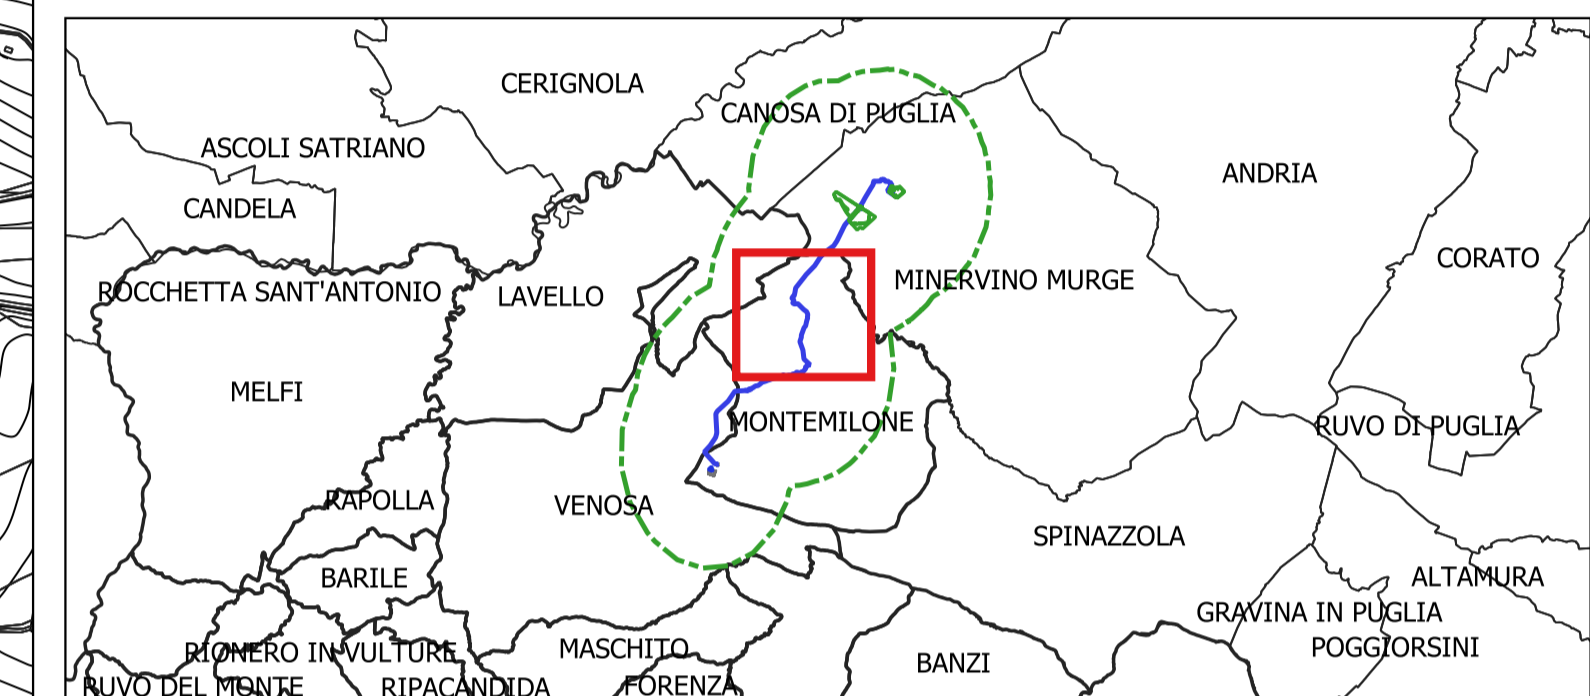 CERIGNOLA
CANOSA DI PUGLIA
ASCOLI SATRIANO
ANDRIA
CANDELA
CORATO
MINERVINO MURGE
ROCCHETTA SANT'ANTONIO
LAVELLO
MELFI
MONTEMILONE
RUVO DI PUGLIA
RAPOLLA
VENOSA
SPINAZZOLA
BARILE
ALTAMURA
GRAVINA IN PUGLIA
POGGIORSINI
MASCHITO
RIONERO IN VULTURE
BANZI
FORENZA
RUVO DEL MONTE
RIPACANDIDA